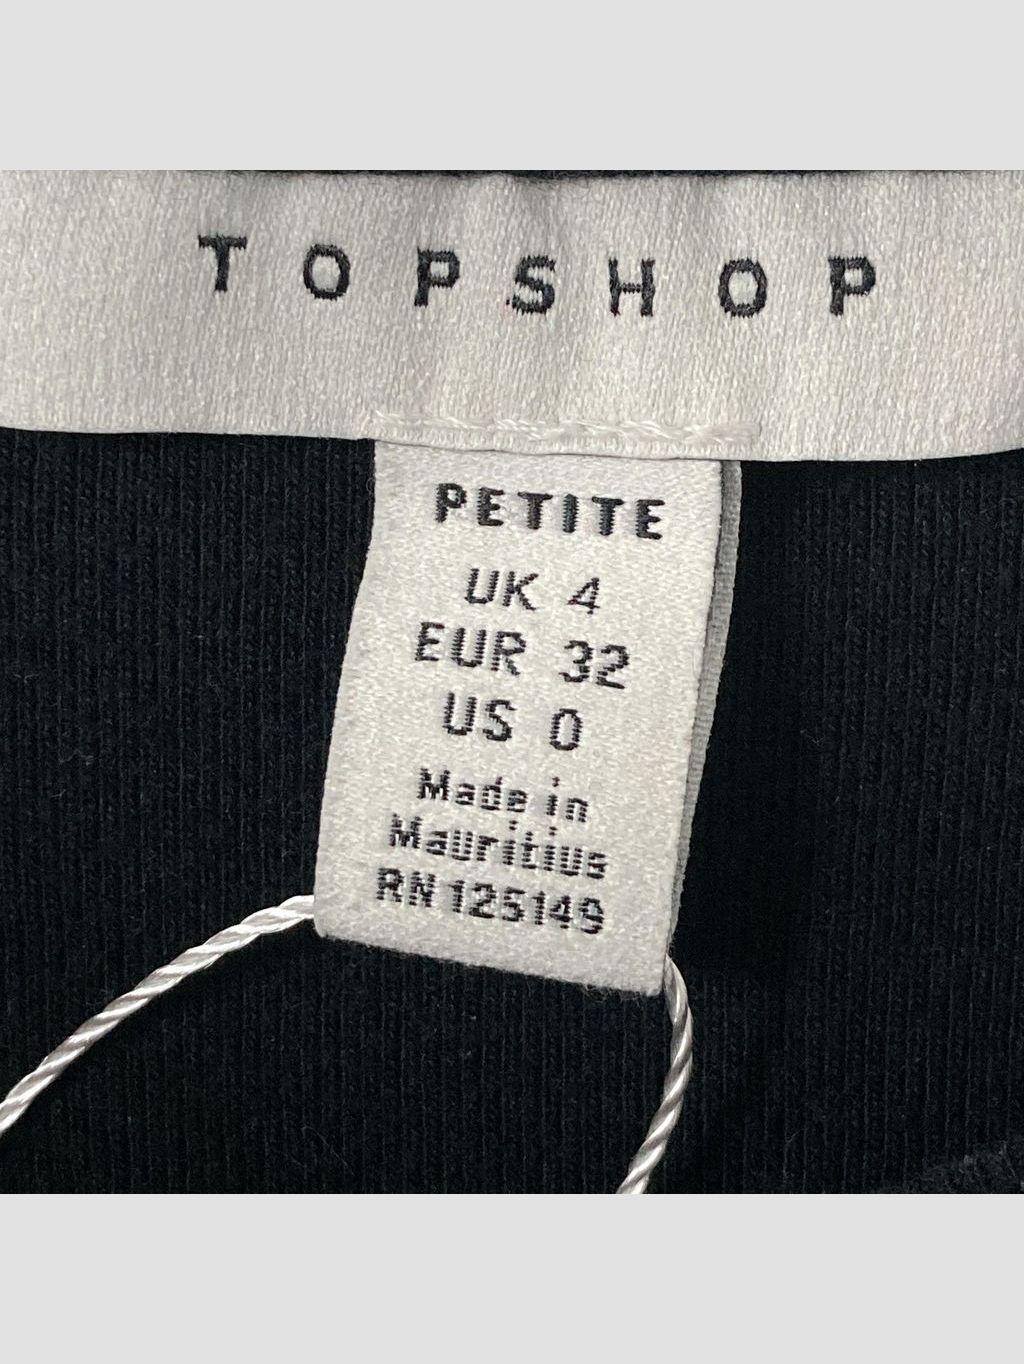 TOPSHOP
PETITE
UK 4
EUR 32
US 0
Made in
Mauritius
RN 125149